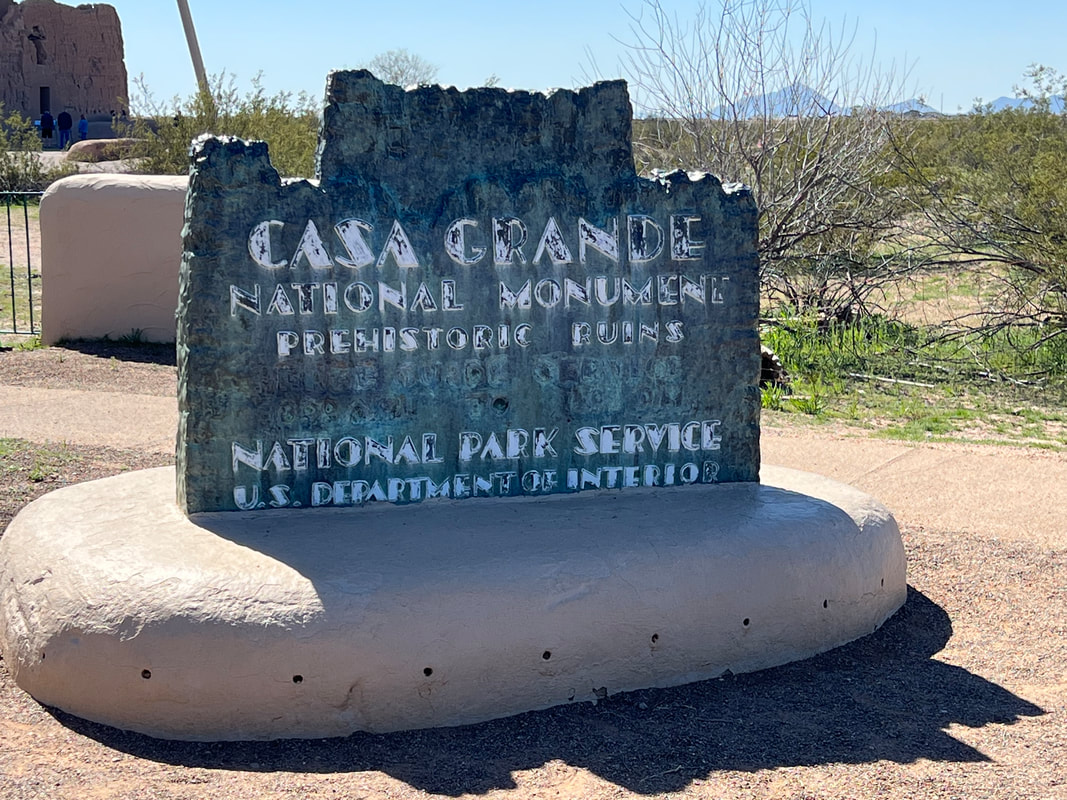 CASA GRANDE
NATIONAL MONUMENT
PREHISTORIC RUINS
NATIONAL PARK SERVICE
U.S. DEPARTMENT OF INTERIOR